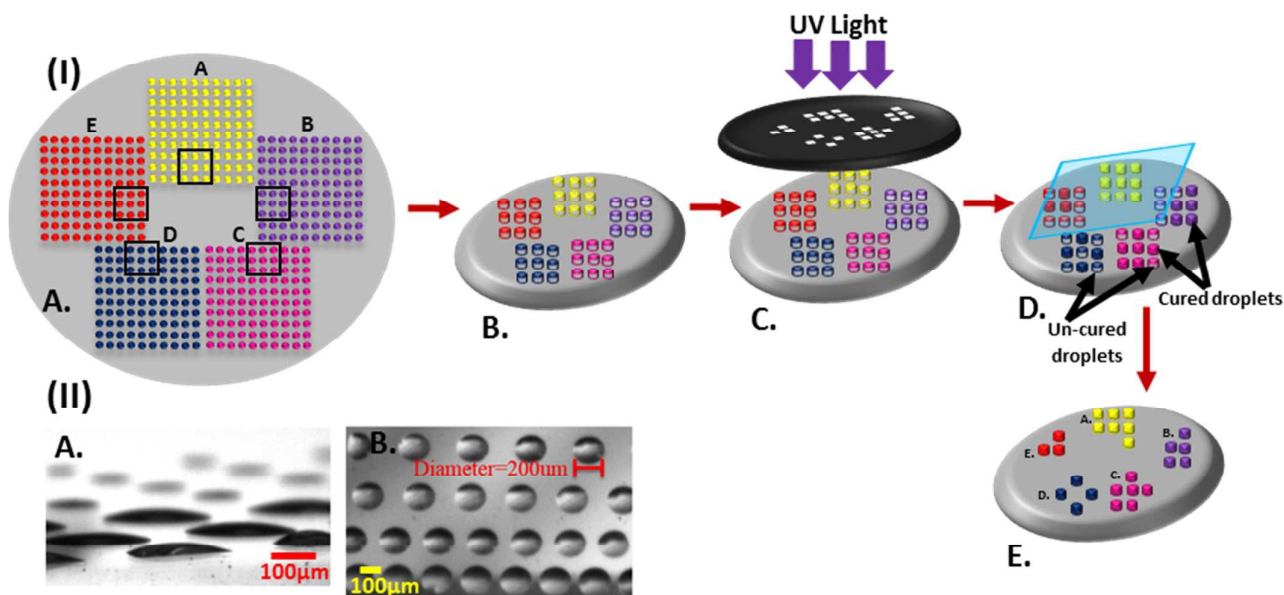 UV Light
(I)
A
E
B
D
C
A.
B.
C.
D.
Cured droplets
Un-cured
droplets
(II)
A.
100µm
B.
Diameter=200um
100µm
A.
B.
E.
C.
D.
E.